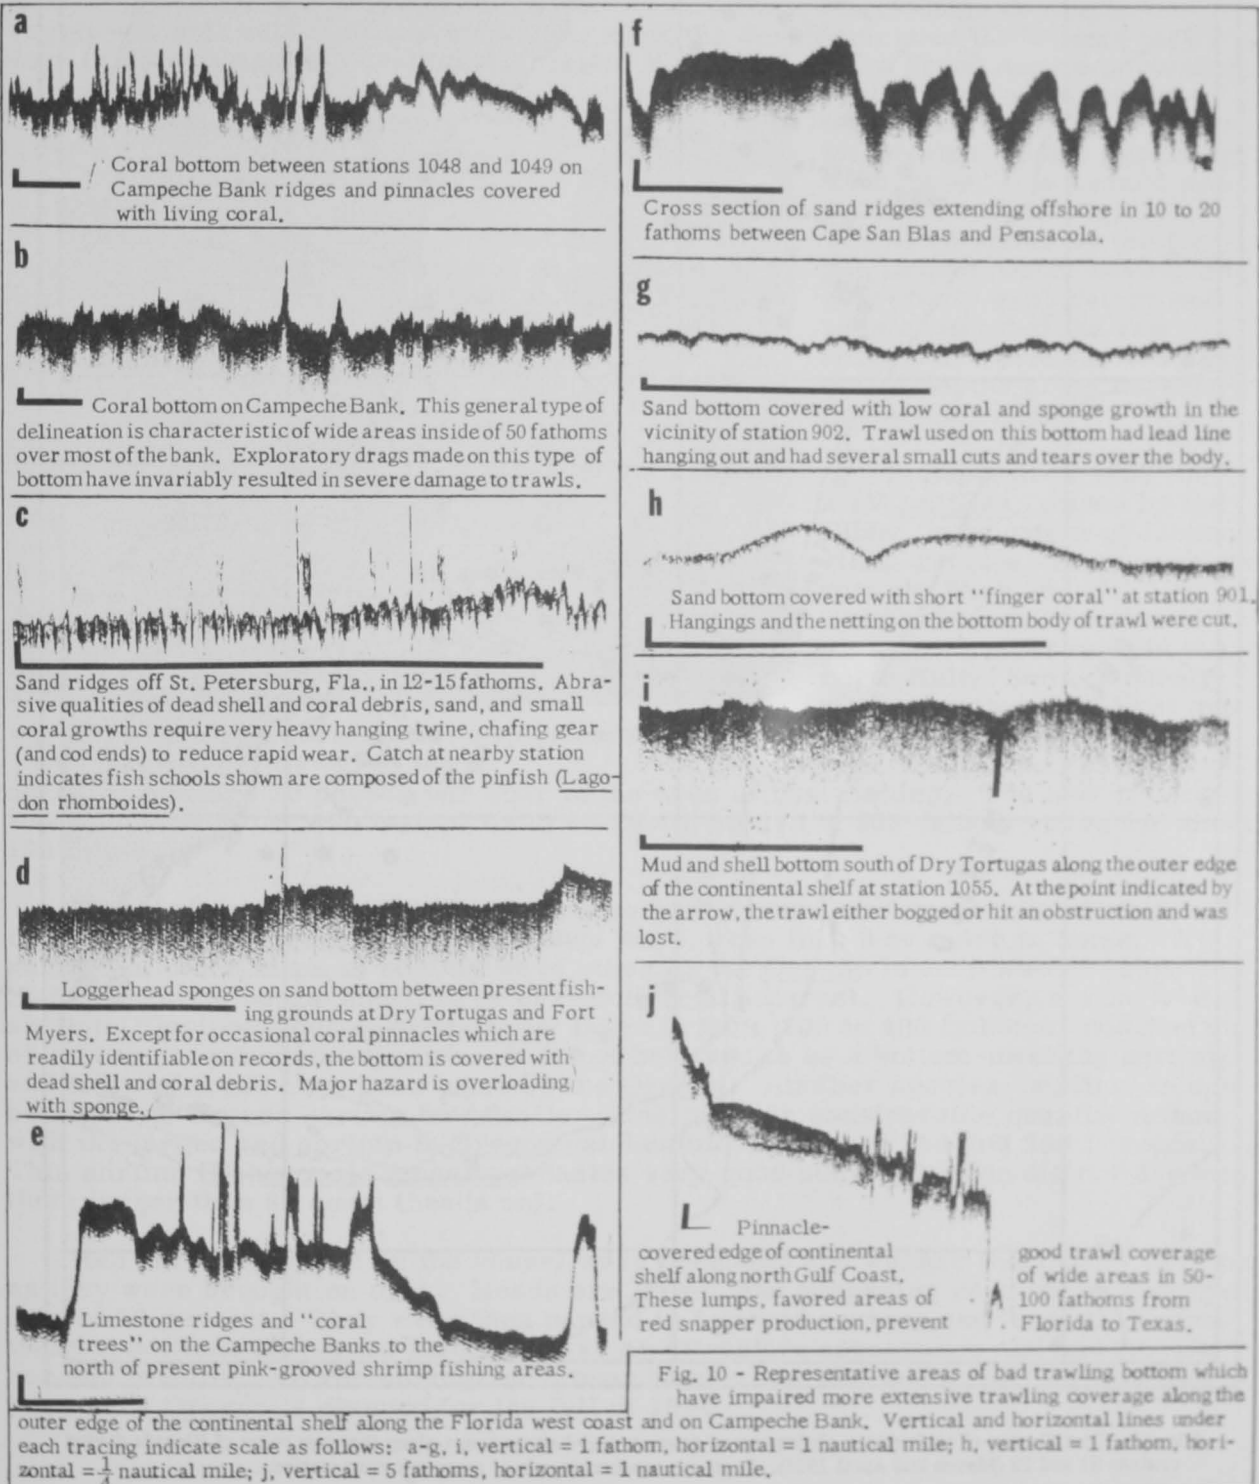 a
Coral bottom between stations 1048 and 1049 on
Campeche Bank ridges and pinnacles covered
with living coral.
b
Coral bottom on Campeche Bank. This general type of
delineation is characteristic of wide areas inside of 50 fathoms
over most of the bank. Exploratory drags made on this type of
bottom have invariably resulted in severe damage to trawls.
c
Sand ridges off St. Petersburg, Fla., in 12-15 fathoms. Abra-
sive qualities of dead shell and coral debris, sand, and small
coral growths require very heavy hanging twine, chafing gear
(and cod ends) to reduce rapid wear. Catch at nearby station
indicates fish schools shown are composed of the pinfish (Lago-
don rhomboides).
d
Loggerhead sponges on sand bottom between present fish-
ing grounds at Dry Tortugas and Fort
Myers. Except for occasional coral pinnacles which are
readily identifiable on records, the bottom is covered with
dead shell and coral debris. Major hazard is overloading
with sponge.
e
Limestone ridges and "coral
trees" on the Campeche Banks to the
north of present pink-grooved shrimp fishing areas.
f
Cross section of sand ridges extending offshore in 10 to 20
fathoms between Cape San Blas and Pensacola.
g
Sand bottom covered with low coral and sponge growth in the
vicinity of station 902. Trawl used on this bottom had lead line
hanging out and had several small cuts and tears over the body.
h
Sand bottom covered with short "finger coral" at station 901.
Hangings and the netting on the bottom body of trawl were cut.
i
Mud and shell bottom south of Dry Tortugas along the outer edge
of the continental shelf at station 1055. At the point indicated by
the arrow, the trawl either bogged or hit an obstruction and was
lost.
j
Pinnacle-
covered edge of continental
shelf along north Gulf Coast.
These lumps, favored areas of
red snapper production, prevent
good trawl coverage
of wide areas in 50-
100 fathoms from
Florida to Texas.
Fig. 10 - Representative areas of bad trawling bottom which
have impaired more extensive trawling coverage along the
outer edge of the continental shelf along the Florida west coast and on Campeche Bank. Vertical and horizontal lines under
each tracing indicate scale as follows: a-g, i, vertical = 1 fathom, horizontal = 1 nautical mile; h, vertical = 1 fathom, hori-
zontal = 1/4 nautical mile; j, vertical = 5 fathoms, horizontal = 1 nautical mile.